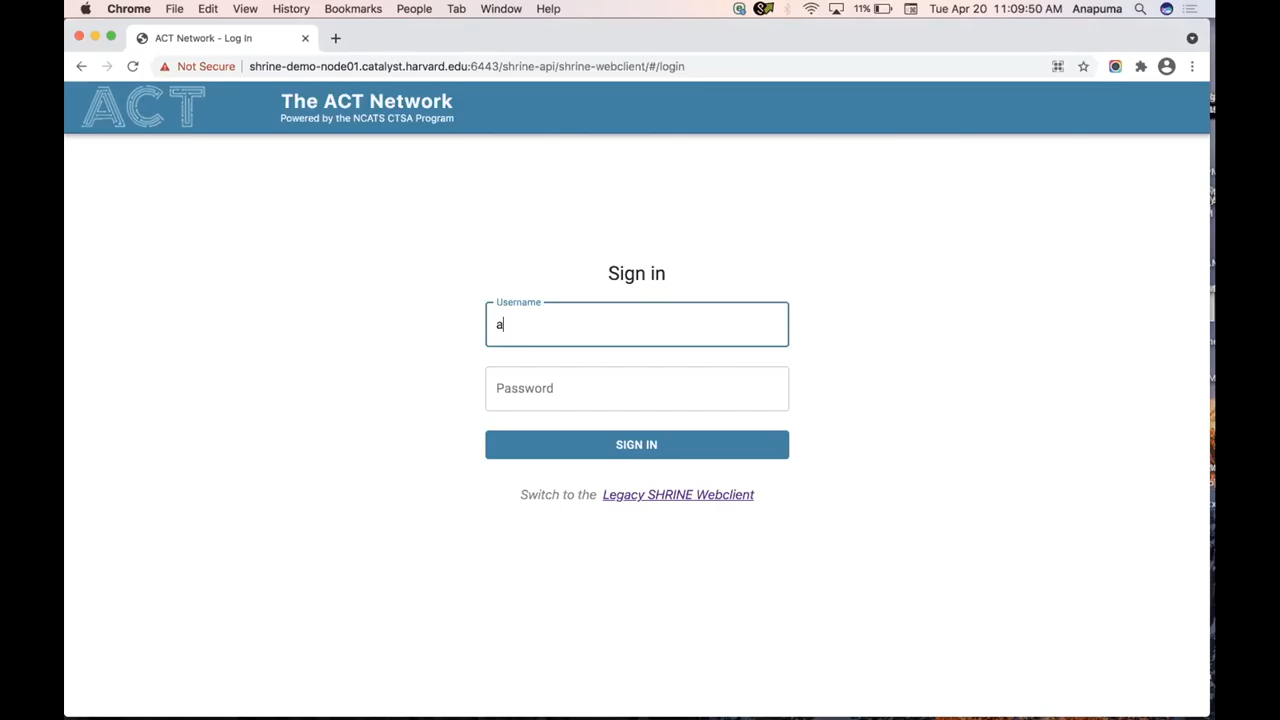 Chrome File Edit View History Bookmarks People Tab Window Help 11% Tue Apr 20 11:09:50 AM Anapuma
ACT Network - Log In
Not Secure shrine-demo-node01.catalyst.harvard.edu:6443/shrine-api/shrine-webclient/#/login
ACT
The ACT Network
Powered by the NCATS CTSA Program
Sign in
Username
a
Password
SIGN IN
Switch to the Legacy SHRINE Webclient